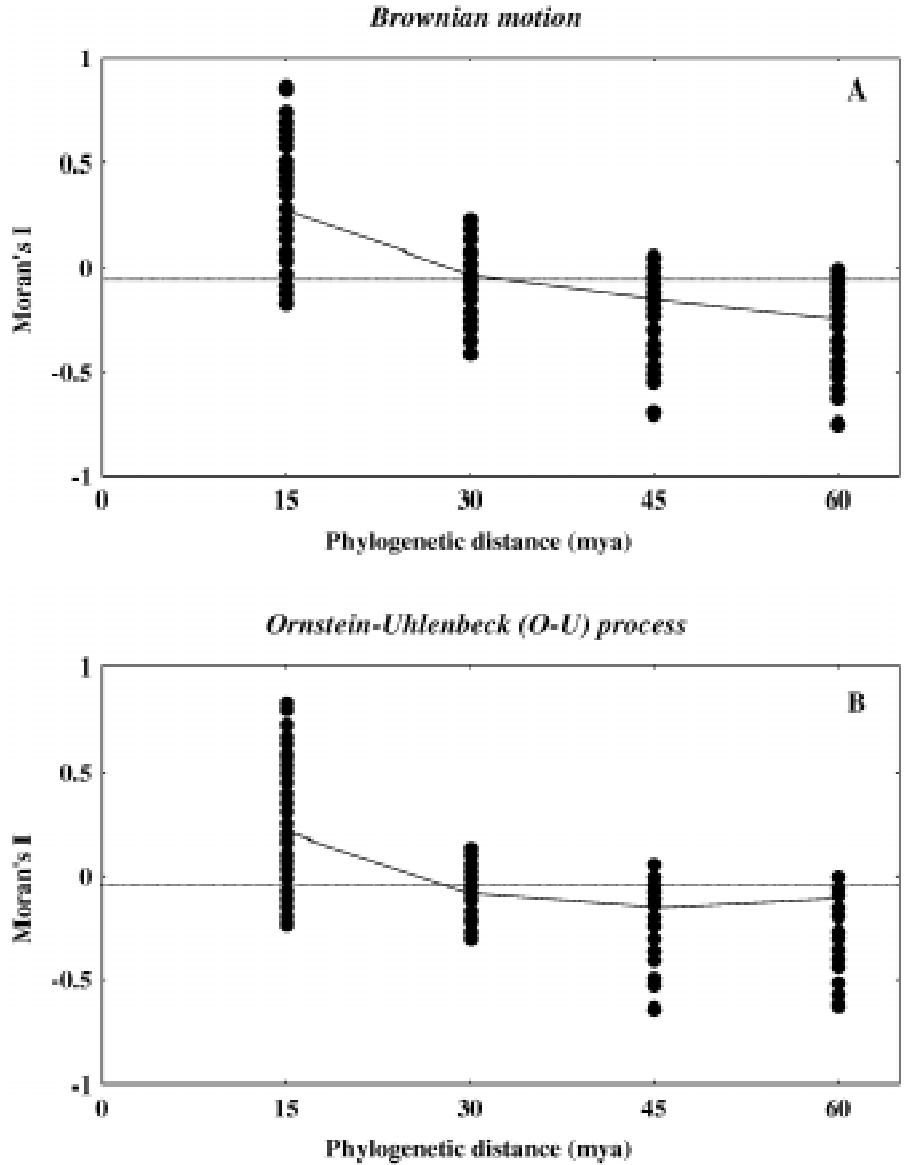 Brownian motion
A
1
0.5
0
-0.5
-1
Moran's I
0 15 30 45 60
Phylogenetic distance (mya)
Ornstein-Uhlenbeck (O-U) process
B
1
0.5
0
-0.5
-1
Moran's I
0 15 30 45 60
Phylogenetic distance (mya)